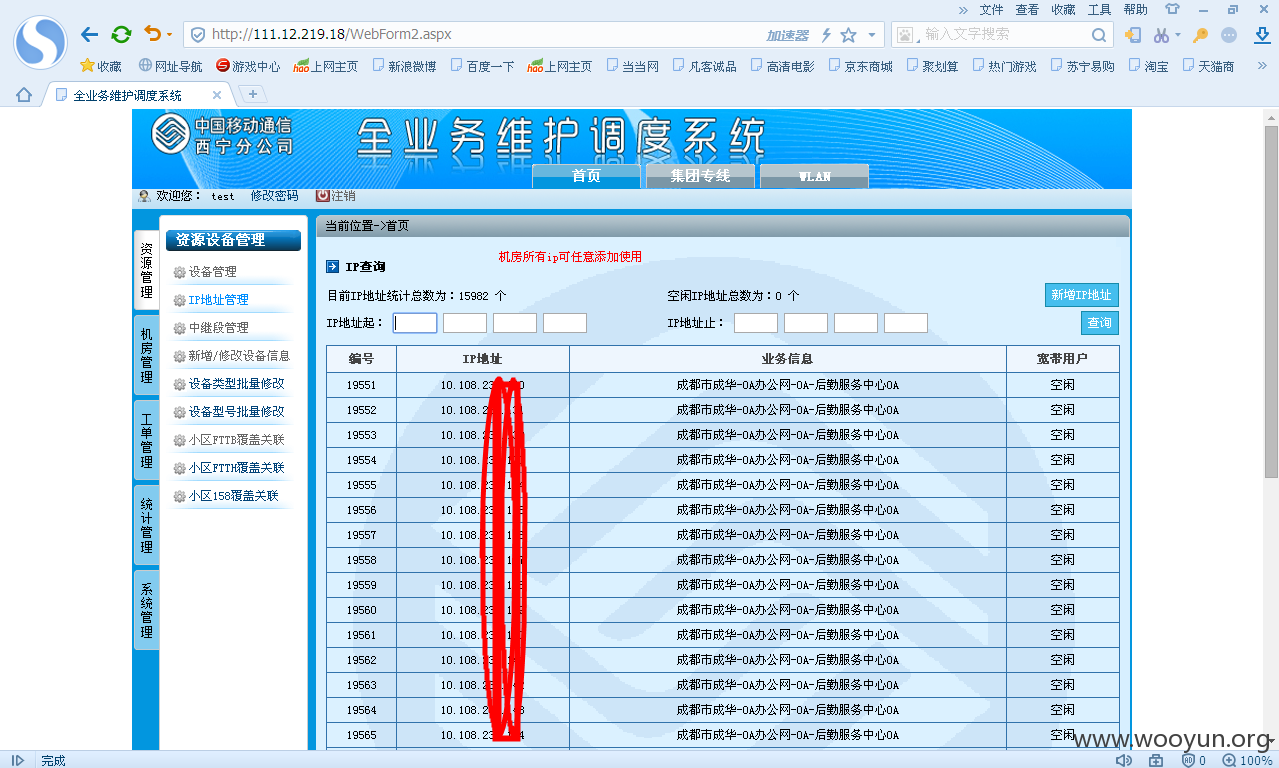 » 文件 查看 收藏 工具 帮助
http://111.12.219.18/WebForm2.aspx 加速器 输入文字搜索
收藏 网址导航 游戏中心 hao上网主页 新浪微博 百度一下 hao上网主页 当当网 凡客诚品 高清电影 京东商城 聚划算 热门游戏 苏宁易购 淘宝 天猫商 »
全业务维护调度系统
中国移动通信
西宁分公司
全业务维护调度系统
首页 集团专线 WLAN
欢迎您： test 修改密码 注销
资源管理
机房管理
工单管理
统计管理
系统管理
资源设备管理
设备管理
IP地址管理
中继段管理
新增/修改设备信息
设备类型批量修改
设备型号批量修改
小区FTTB覆盖关联
小区FTTH覆盖关联
小区158覆盖关联
当前位置->首页
机房所有ip可任意添加使用
IP查询
目前IP地址统计总数为：15982 个 空闲IP地址总数为：0 个 新增IP地址
IP地址起： IP地址止： 查询
编号 IP地址 业务信息 宽带用户
19551 10.108.23 成都市成华-OA办公网-OA-后勤服务中心OA 空闲
19552 10.108.2 成都市成华-OA办公网-OA-后勤服务中心OA 空闲
19553 10.108.2 成都市成华-OA办公网-OA-后勤服务中心OA 空闲
19554 10.108.23 成都市成华-OA办公网-OA-后勤服务中心OA 空闲
19555 10.108.23 成都市成华-OA办公网-OA-后勤服务中心OA 空闲
19556 10.108.23 成都市成华-OA办公网-OA-后勤服务中心OA 空闲
19557 10.108.23 成都市成华-OA办公网-OA-后勤服务中心OA 空闲
19558 10.108.23 成都市成华-OA办公网-OA-后勤服务中心OA 空闲
19559 10.108.23 成都市成华-OA办公网-OA-后勤服务中心OA 空闲
19560 10.108.23 成都市成华-OA办公网-OA-后勤服务中心OA 空闲
19561 10.108.23 成都市成华-OA办公网-OA-后勤服务中心OA 空闲
19562 10.108.23 成都市成华-OA办公网-OA-后勤服务中心OA 空闲
19563 10.108.23 成都市成华-OA办公网-OA-后勤服务中心OA 空闲
19564 10.108.23 成都市成华-OA办公网-OA-后勤服务中心OA 空闲
19565 10.108.23 成都市成华-OA办公网-OA-后勤服务中心OA 空闲
www.wooyun.org
完成 0 100%